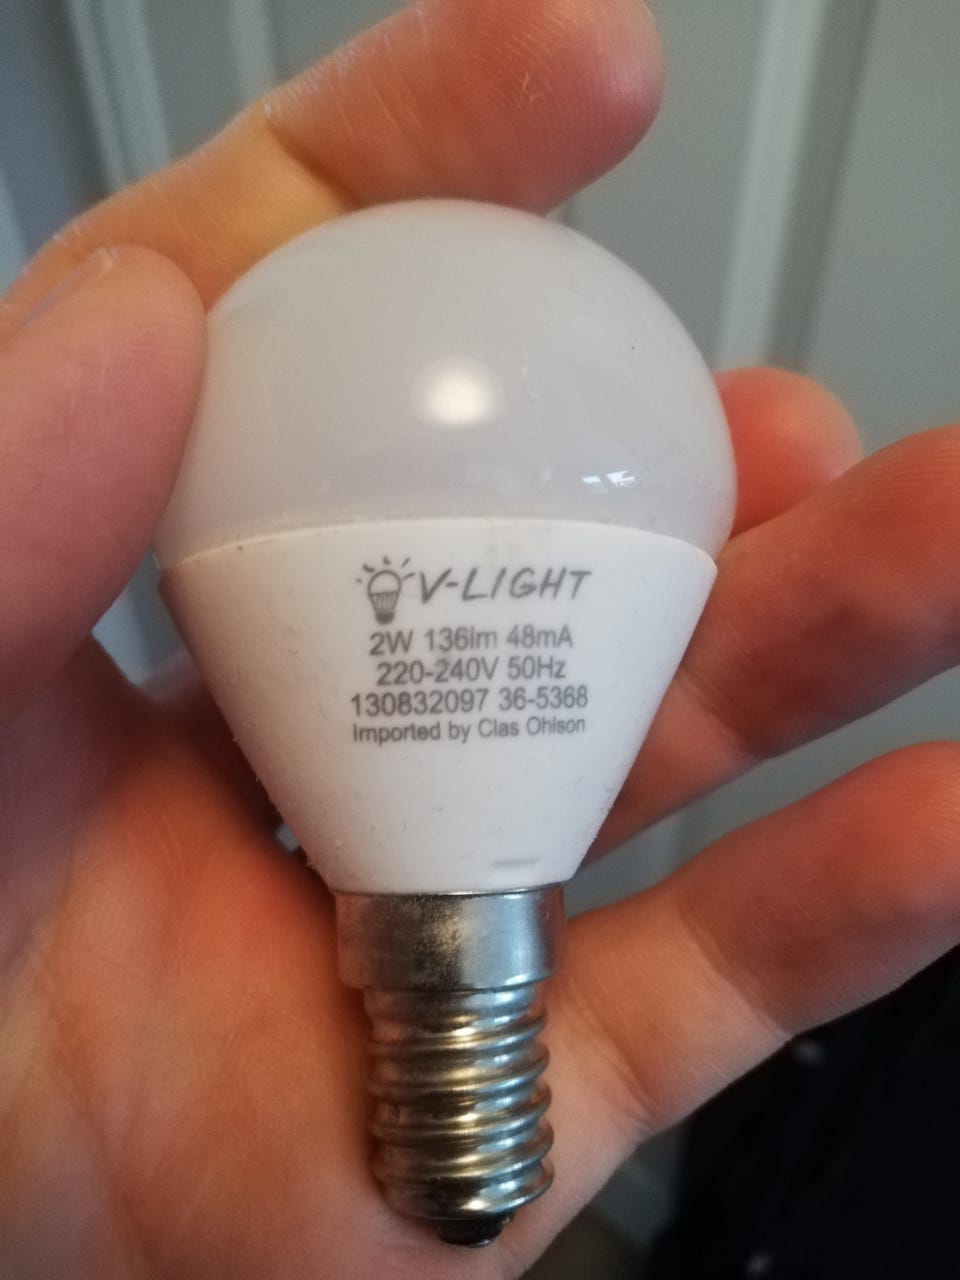 V-LIGHT
2W 136lm 48mA
220-240V 50Hz
130832097 36-5368
Imported by Clas Ohlson